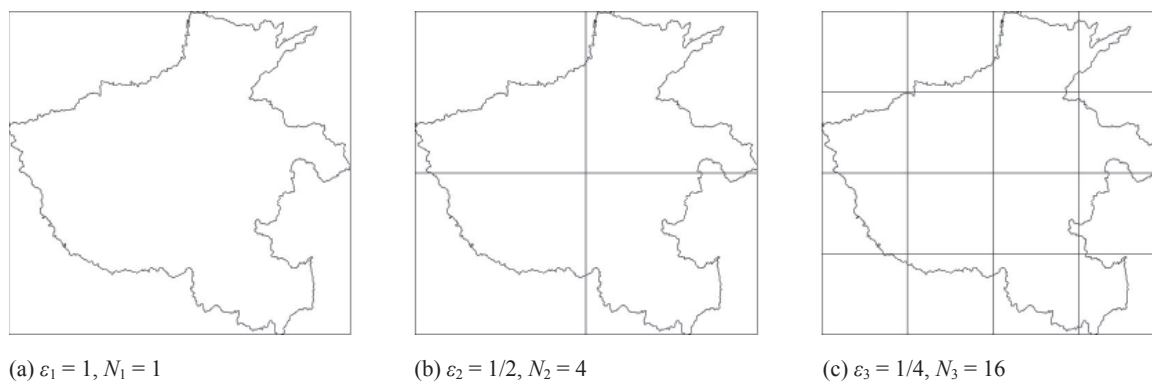 (a) ε₁ = 1, N₁ = 1
(b) ε₂ = 1/2, N₂ = 4
(c) ε₃ = 1/4, N₃ = 16